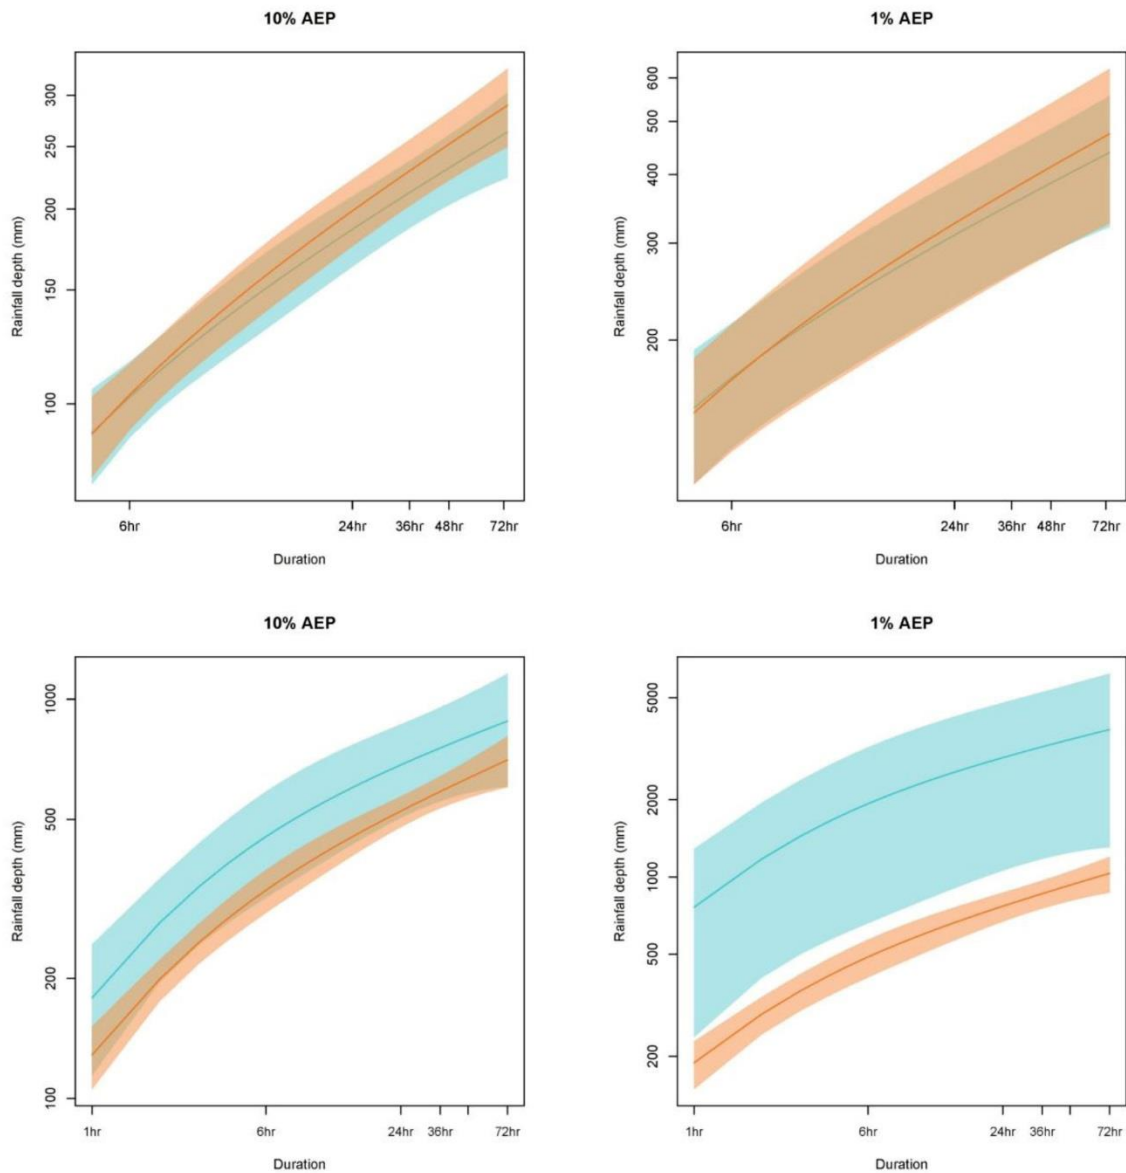 10% AEP
Rainfall depth (mm)
300
250
200
150
100
6hr 24hr 36hr 48hr 72hr
Duration
1% AEP
Rainfall depth (mm)
600
500
400
300
200
6hr 24hr 36hr 48hr 72hr
Duration
10% AEP
Rainfall depth (mm)
1000
500
200
100
1hr 6hr 24hr 36hr 72hr
Duration
1% AEP
Rainfall depth (mm)
5000
2000
1000
500
200
1hr 6hr 24hr 36hr 72hr
Duration